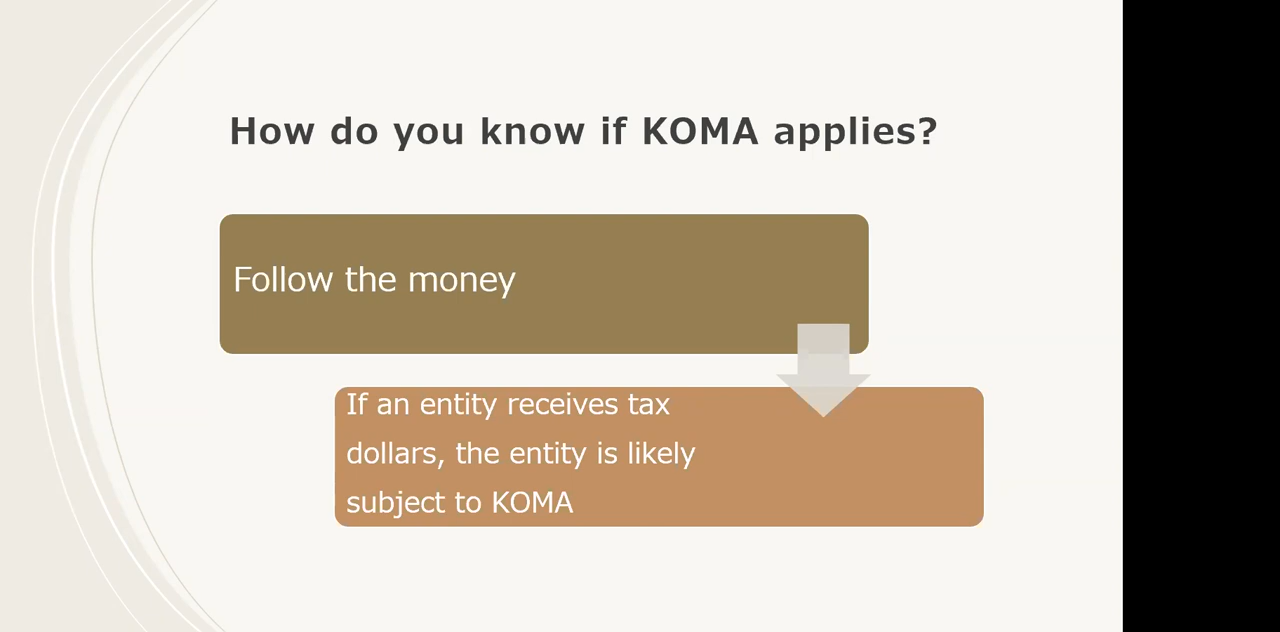 How do you know if KOMA applies?
Follow the money
If an entity receives tax
dollars, the entity is likely
subject to KOMA